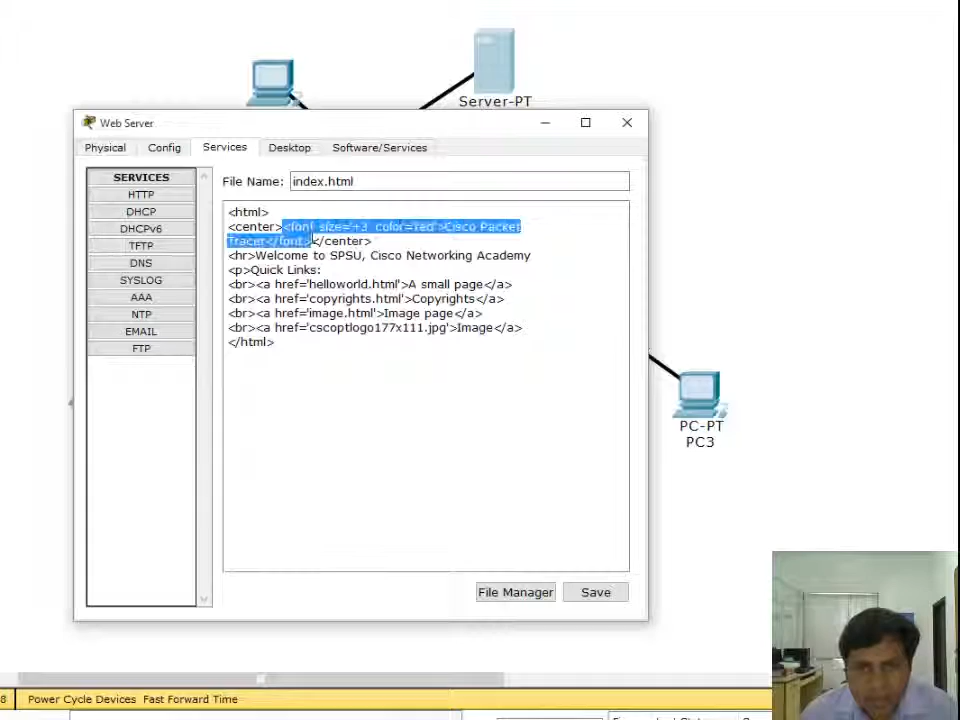 Server-PT
Web Server
Physical Config Services Desktop Software/Services
SERVICES
HTTP
DHCP
DHCPv6
TFTP
DNS
SYSLOG
AAA
NTP
EMAIL
FTP
File Name: index.html
<html>
<center><font size='+3' color=red>Cisco Packet
Tracer</font></center>
<hr>Welcome to SPSU, Cisco Networking Academy
<p>Quick Links:
<br><a href='helloworld.html'>A small page</a>
<br><a href='copyrights.html'>Copyrights</a>
<br><a href='image.html'>Image page</a>
<br><a href='cscoptlogo177x111.jpg'>Image</a>
</html>
File Manager Save
PC-PT
PC3
8 Power Cycle Devices Fast Forward Time